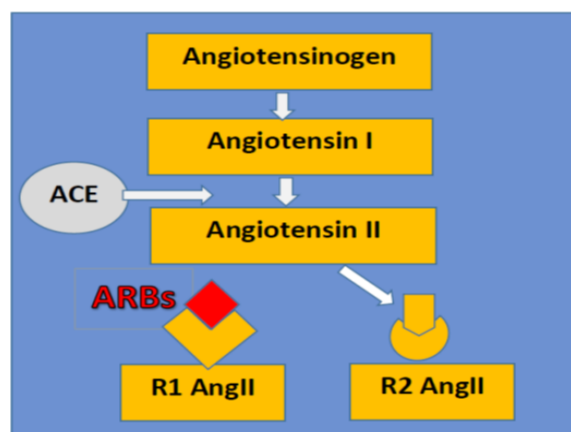 Angiotensinogen
Angiotensin I
ACE
Angiotensin II
ARBs
R1 AngII
R2 AngII